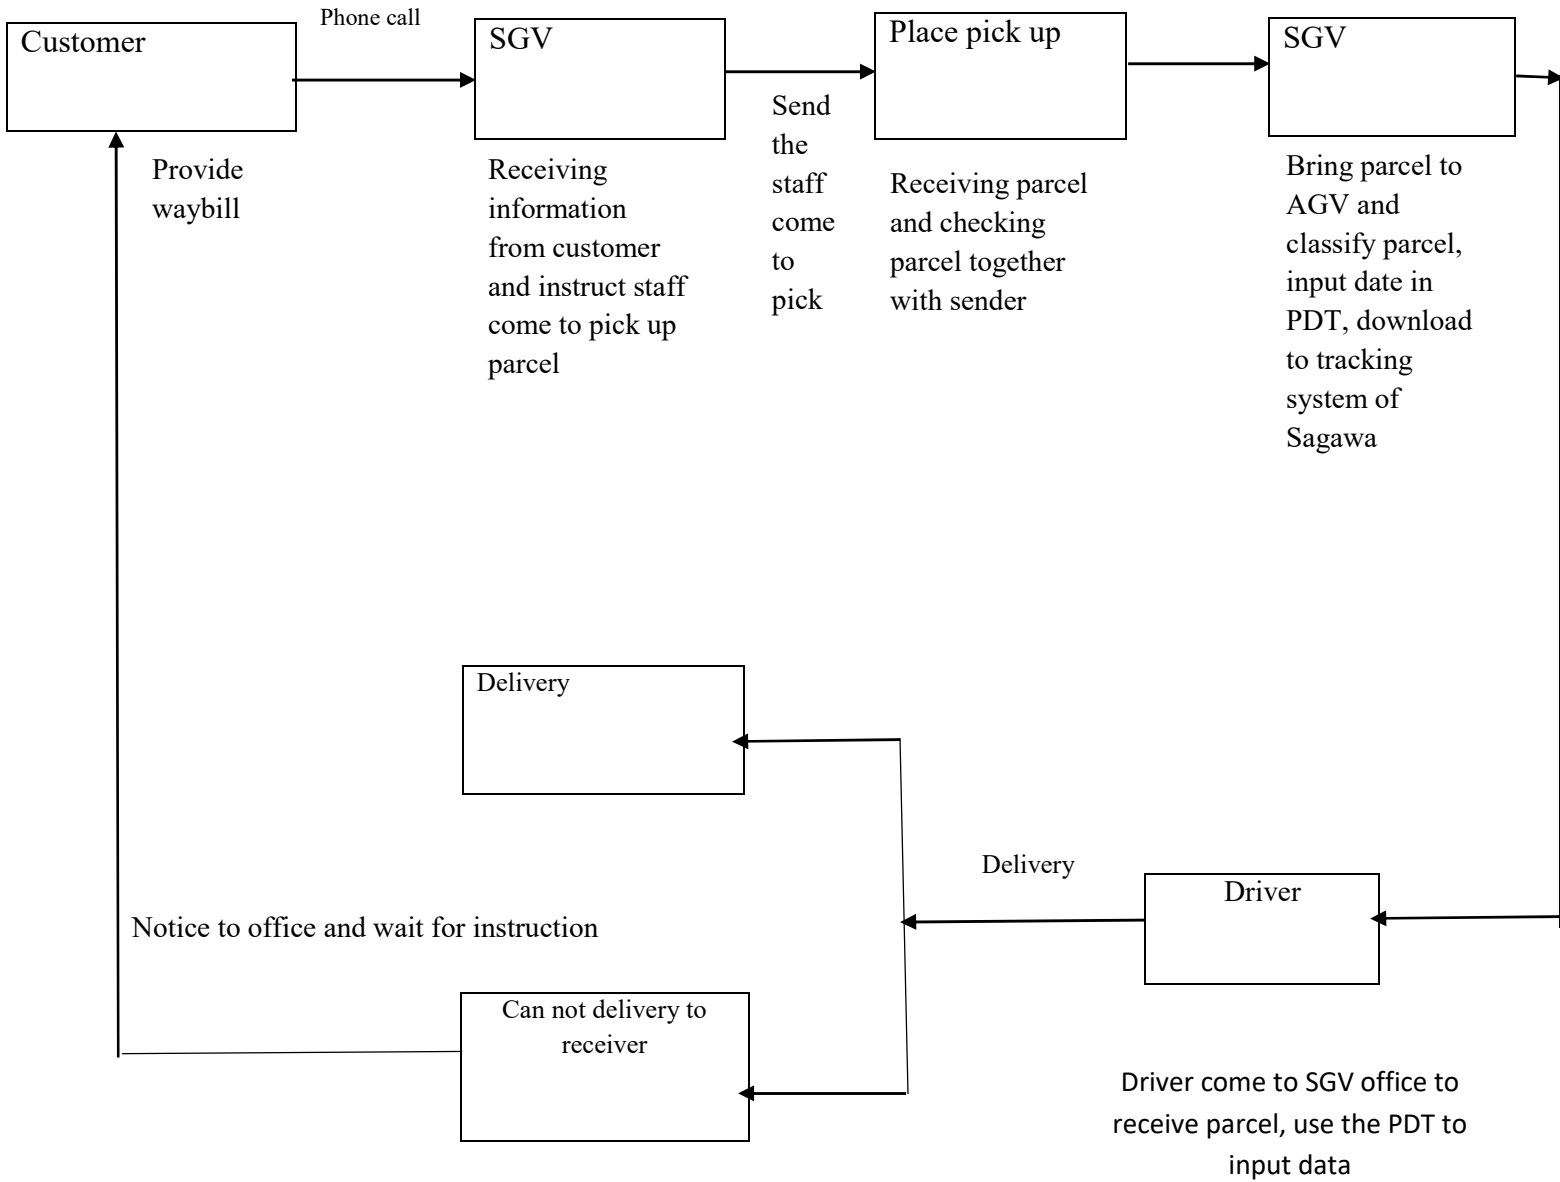 Customer
Phone call
SGV
Place pick up
SGV
Provide
waybill
Receiving
information
from customer
and instruct staff
come to pick up
parcel
Send
the
staff
come
to
pick
Receiving parcel
and checking
parcel together
with sender
Bring parcel to
AGV and
classify parcel,
input date in
PDT, download
to tracking
system of
Sagawa
Delivery
Delivery
Driver
Notice to office and wait for instruction
Can not delivery to
receiver
Driver come to SGV office to
receive parcel, use the PDT to
input data